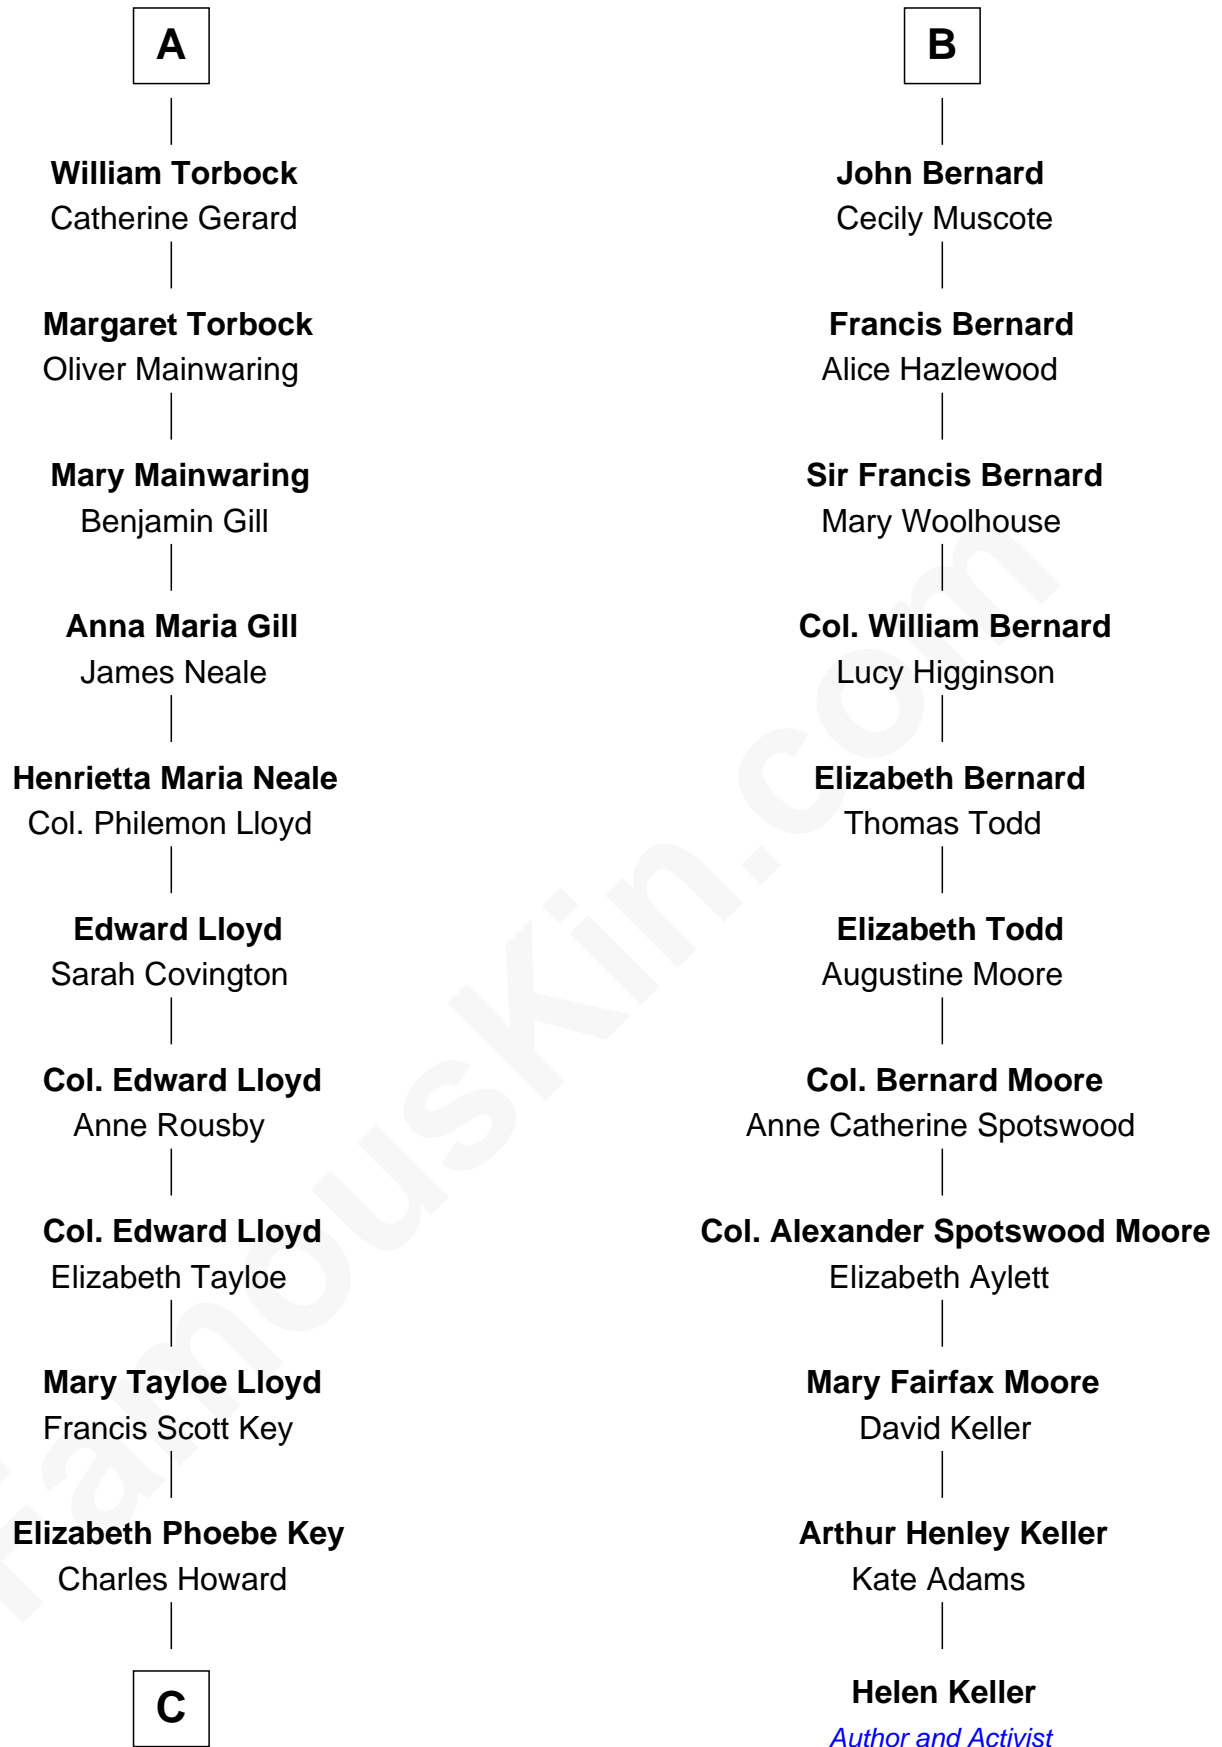 A
William Torbock
Catherine Gerard
Margaret Torbock
Oliver Mainwaring
Mary Mainwaring
Benjamin Gill
Anna Maria Gill
James Neale
Henrietta Maria Neale
Col. Philemon Lloyd
Edward Lloyd
Sarah Covington
Col. Edward Lloyd
Anne Rousby
Col. Edward Lloyd
Elizabeth Tayloe
Mary Tayloe Lloyd
Francis Scott Key
Elizabeth Phoebe Key
Charles Howard
C
B
John Bernard
Cecily Muscote
Francis Bernard
Alice Hazlewood
Sir Francis Bernard
Mary Woolhouse
Col. William Bernard
Lucy Higginson
Elizabeth Bernard
Thomas Todd
Elizabeth Todd
Augustine Moore
Col. Bernard Moore
Anne Catherine Spotswood
Col. Alexander Spotswood Moore
Elizabeth Aylett
Mary Fairfax Moore
David Keller
Arthur Henley Keller
Kate Adams
Helen Keller
Author and Activist
FamousKin.com